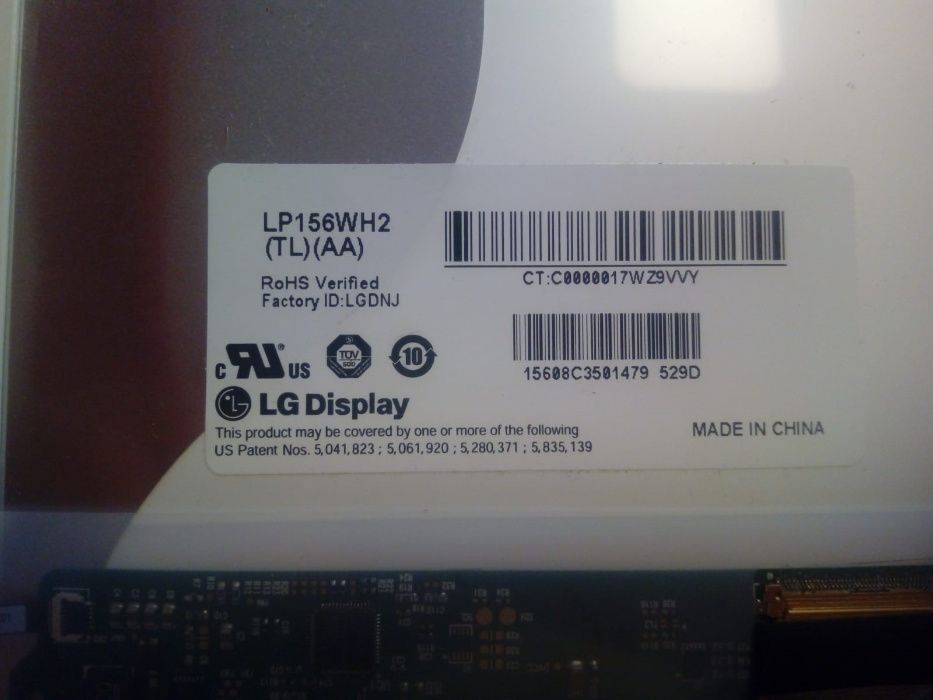 LP156WH2
(TL)(AA)
RoHS Verified
Factory ID:LGDNJ
CT:C0000017WZ9VVY
15608C3501479 529D
c RU ® US
TÜV
10
LG Display
This product may be covered by one or more of the following
US Patent Nos. 5,041,823 ; 5,061,920 ; 5,280,371 ; 5,835,139
MADE IN CHINA